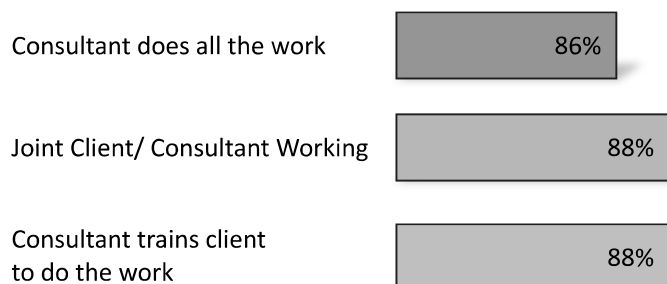 Consultant does all the work 86%
Joint Client/ Consultant Working 88%
Consultant trains client
to do the work 88%